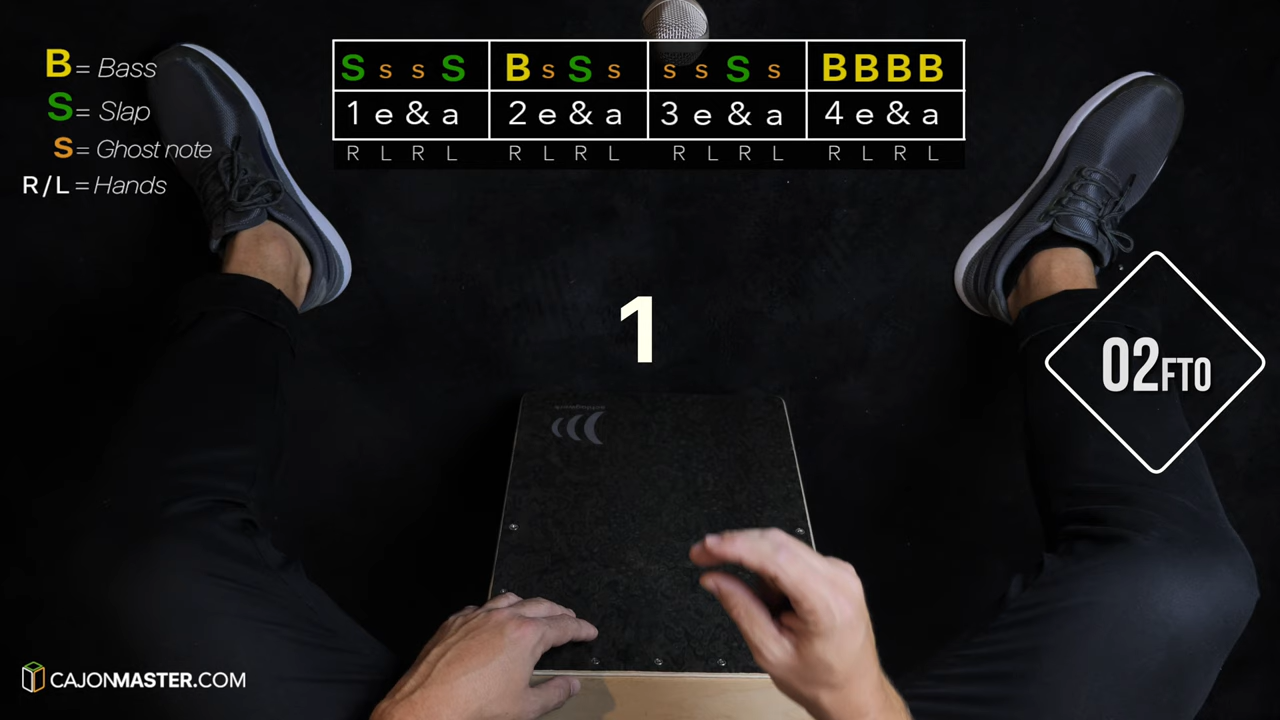 B = Bass
S = Slap
s = Ghost note
R / L = Hands
S s s S B s S s s s S s B B B B
1 e & a 2 e & a 3 e & a 4 e & a
R L R L R L R L R L R L R L R L
1
02FTO
CAJONMASTER.COM